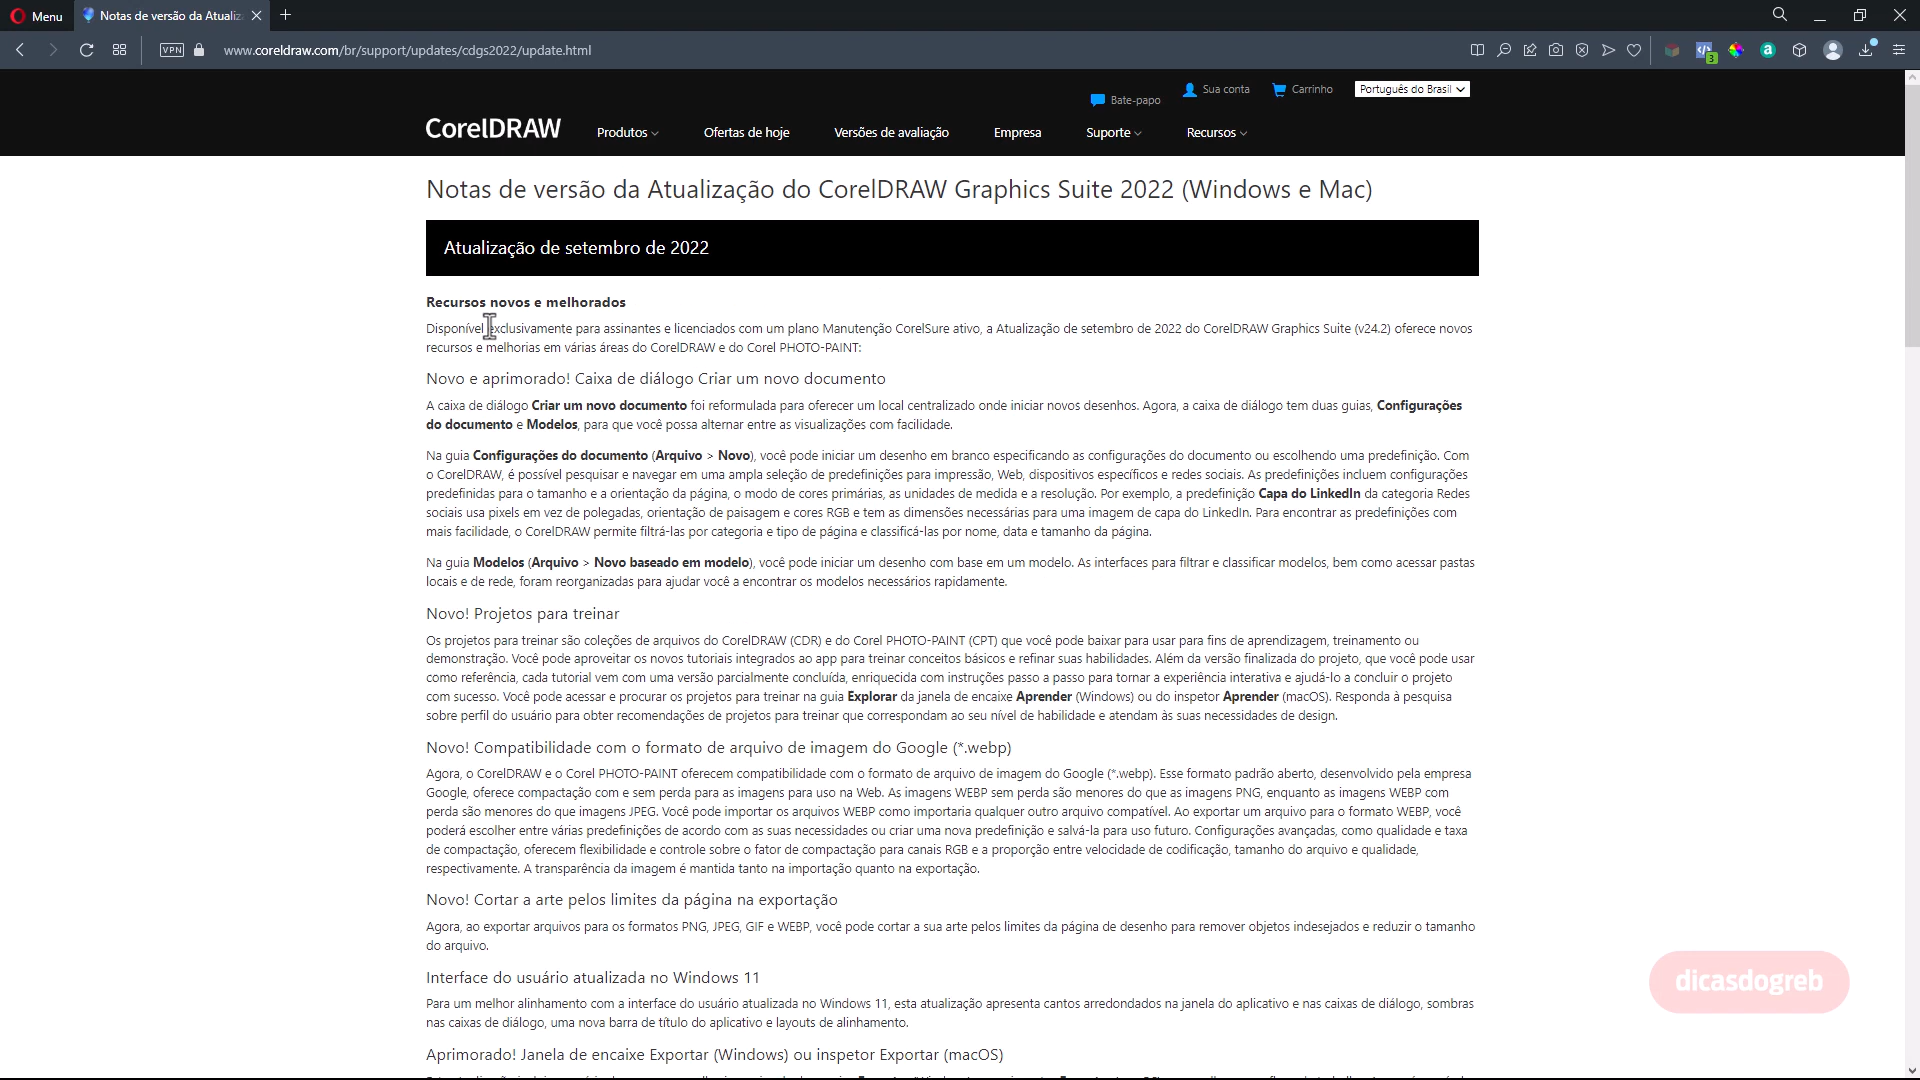 Menu
Notas de versão da Atualiz
VPN
www.coreldraw.com/br/support/updates/cdgs2022/update.html
3
a
Bate-papo
Sua conta
Carrinho
Português do Brasil
CorelDRAW
Produtos
Ofertas de hoje
Versões de avaliação
Empresa
Suporte
Recursos
Notas de versão da Atualização do CorelDRAW Graphics Suite 2022 (Windows e Mac)
Atualização de setembro de 2022
Recursos novos e melhorados
Disponível exclusivamente para assinantes e licenciados com um plano Manutenção CorelSure ativo, a Atualização de setembro de 2022 do CorelDRAW Graphics Suite (v24.2) oferece novos
recursos e melhorias em várias áreas do CorelDRAW e do Corel PHOTO-PAINT:
Novo e aprimorado! Caixa de diálogo Criar um novo documento
A caixa de diálogo Criar um novo documento foi reformulada para oferecer um local centralizado onde iniciar novos desenhos. Agora, a caixa de diálogo tem duas guias, Configurações
do documento e Modelos, para que você possa alternar entre as visualizações com facilidade.
Na guia Configurações do documento (Arquivo > Novo), você pode iniciar um desenho em branco especificando as configurações do documento ou escolhendo uma predefinição. Com
o CorelDRAW, é possível pesquisar e navegar em uma ampla seleção de predefinições para impressão, Web, dispositivos específicos e redes sociais. As predefinições incluem configurações
predefinidas para o tamanho e a orientação da página, o modo de cores primárias, as unidades de medida e a resolução. Por exemplo, a predefinição Capa do LinkedIn da categoria Redes
sociais usa pixels em vez de polegadas, orientação de paisagem e cores RGB e tem as dimensões necessárias para uma imagem de capa do LinkedIn. Para encontrar as predefinições com
mais facilidade, o CorelDRAW permite filtrá-las por categoria e tipo de página e classificá-las por nome, data e tamanho da página.
Na guia Modelos (Arquivo > Novo baseado em modelo), você pode iniciar um desenho com base em um modelo. As interfaces para filtrar e classificar modelos, bem como acessar pastas
locais e de rede, foram reorganizadas para ajudar você a encontrar os modelos necessários rapidamente.
Novo! Projetos para treinar
Os projetos para treinar são coleções de arquivos do CorelDRAW (CDR) e do Corel PHOTO-PAINT (CPT) que você pode baixar para usar para fins de aprendizagem, treinamento ou
demonstração. Você pode aproveitar os novos tutoriais integrados ao app para treinar conceitos básicos e refinar suas habilidades. Além da versão finalizada do projeto, que você pode usar
como referência, cada tutorial vem com uma versão parcialmente concluída, enriquecida com instruções passo a passo para tornar a experiência interativa e ajudá-lo a concluir o projeto
com sucesso. Você pode acessar e procurar os projetos para treinar na guia Explorar da janela de encaixe Aprender (Windows) ou do inspetor Aprender (macOS). Responda à pesquisa
sobre perfil do usuário para obter recomendações de projetos para treinar que correspondam ao seu nível de habilidade e atendam às suas necessidades de design.
Novo! Compatibilidade com o formato de arquivo de imagem do Google (*.webp)
Agora, o CorelDRAW e o Corel PHOTO-PAINT oferecem compatibilidade com o formato de arquivo de imagem do Google (*.webp). Esse formato padrão aberto, desenvolvido pela empresa
Google, oferece compactação com e sem perda para as imagens para uso na Web. As imagens WEBP sem perda são menores do que as imagens PNG, enquanto as imagens WEBP com
perda são menores do que imagens JPEG. Você pode importar os arquivos WEBP como importaria qualquer outro arquivo compatível. Ao exportar um arquivo para o formato WEBP, você
poderá escolher entre várias predefinições de acordo com as suas necessidades ou criar uma nova predefinição e salvá-la para uso futuro. Configurações avançadas, como qualidade e taxa
de compactação, oferecem flexibilidade e controle sobre o fator de compactação para canais RGB e a proporção entre velocidade de codificação, tamanho do arquivo e qualidade,
respectivamente. A transparência da imagem é mantida tanto na importação quanto na exportação.
Novo! Cortar a arte pelos limites da página na exportação
Agora, ao exportar arquivos para os formatos PNG, JPEG, GIF e WEBP, você pode cortar a sua arte pelos limites da página de desenho para remover objetos indesejados e reduzir o tamanho
do arquivo.
Interface do usuário atualizada no Windows 11
Para um melhor alinhamento com a interface do usuário atualizada no Windows 11, esta atualização apresenta cantos arredondados na janela do aplicativo e nas caixas de diálogo, sombras
nas caixas de diálogo, uma nova barra de título do aplicativo e layouts de alinhamento.
Aprimorado! Janela de encaixe Exportar (Windows) ou inspetor Exportar (macOS)
dicasdogreb